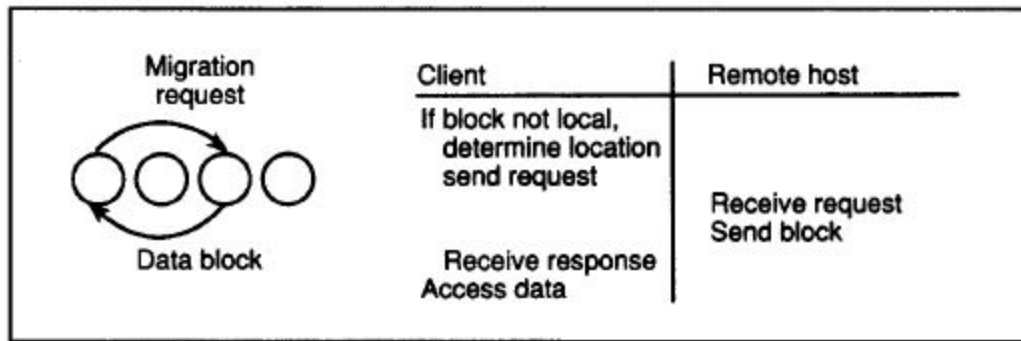 Migration
request
Data block
Client
Remote host
If block not local,
determine location
send request
Receive request
Send block
Receive response
Access data